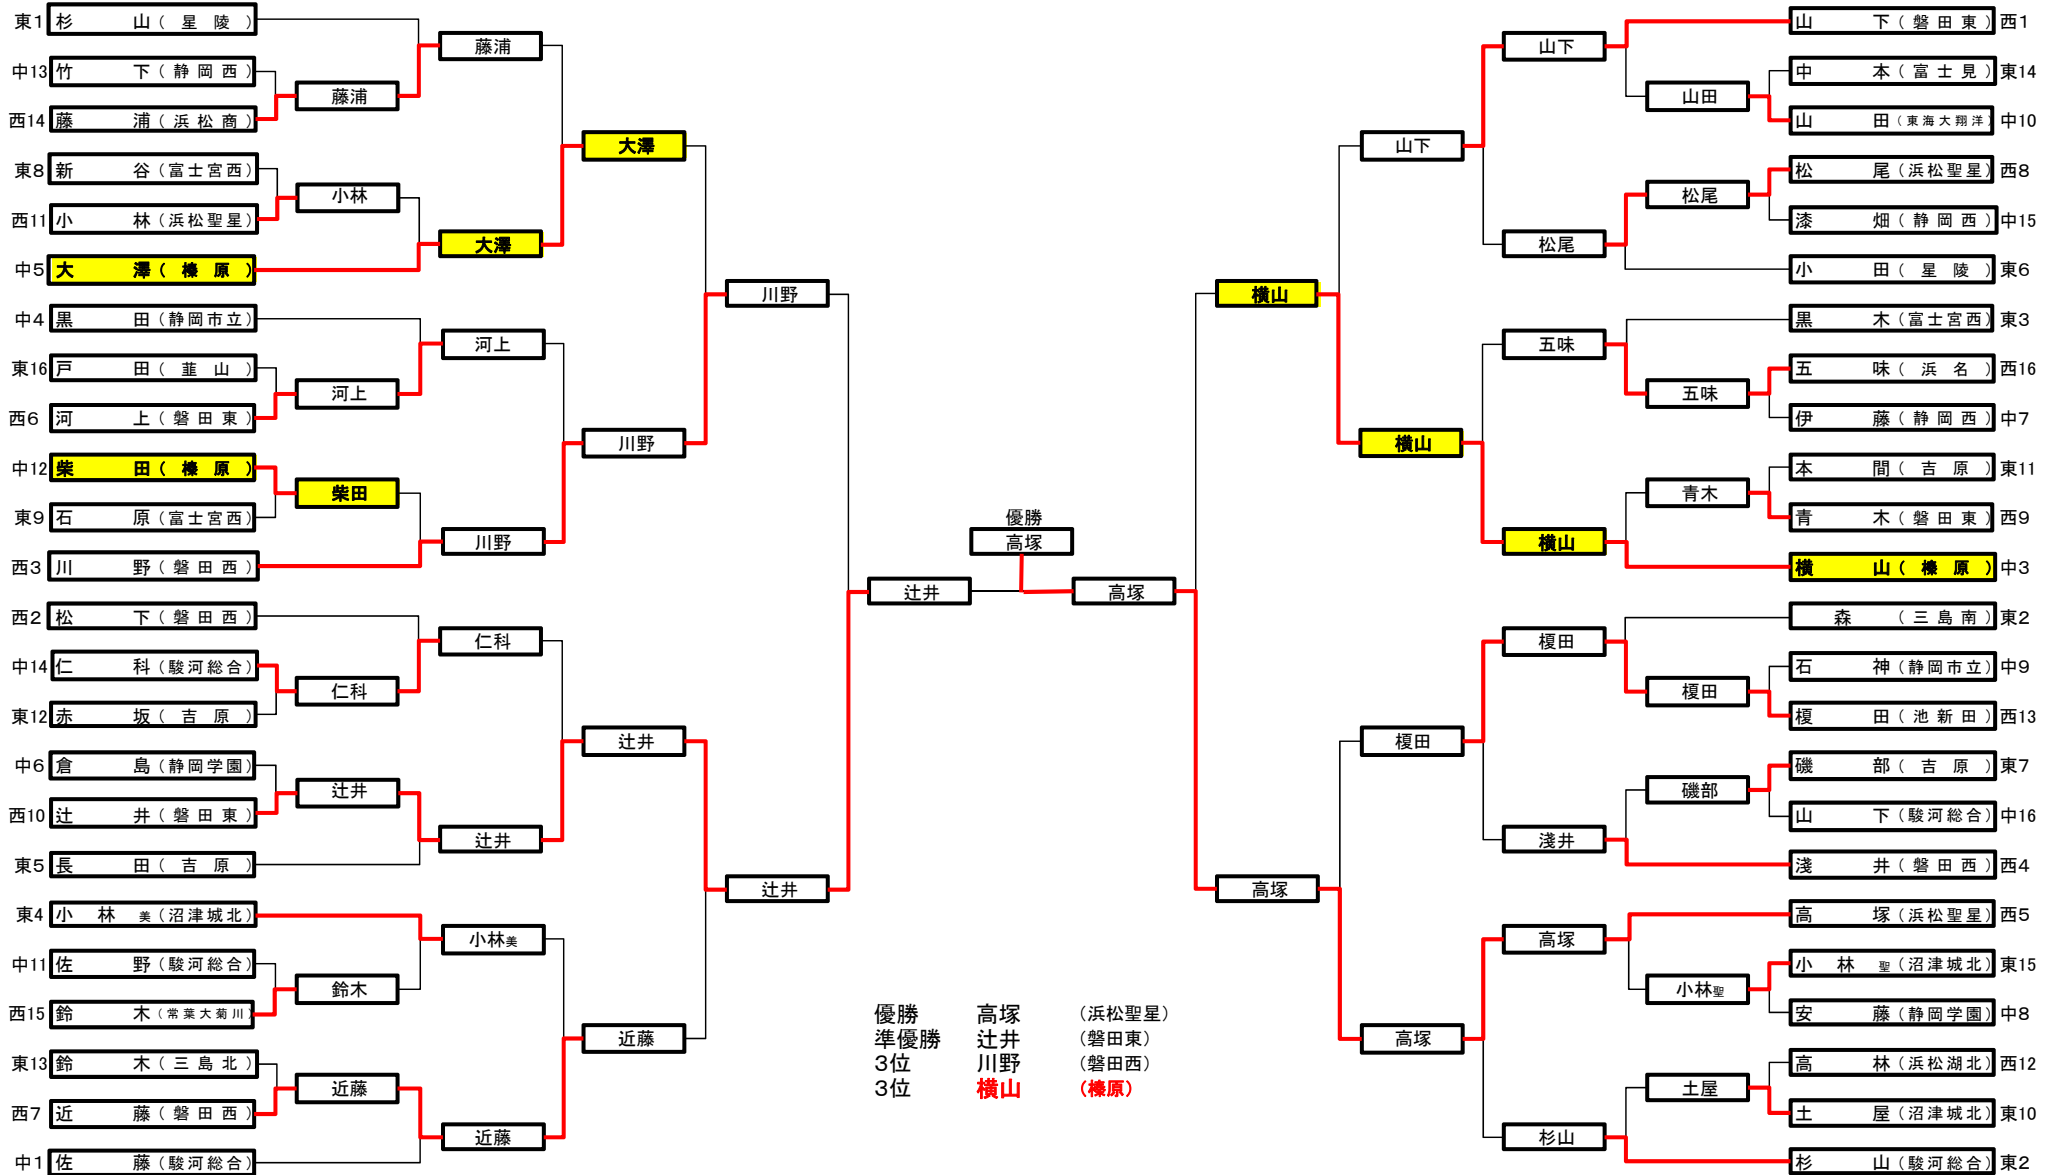 東1 杉山(星陵)
中13 竹下(静岡西)
西14 藤浦(浜松商)
東8 新谷(富士宮西)
西11 小林(浜松聖星)
中5 大澤(榛原)
中4 黒田(静岡市立)
東16 戸田(韮山)
西6 河上(磐田東)
中12 柴田(榛原)
東9 石原(富士宮西)
西3 川野(磐田西)
西2 松下(磐田西)
中14 仁科(駿河総合)
東12 赤坂(吉原)
中6 倉島(静岡学園)
西10 辻井(磐田東)
東5 長田(吉原)
東4 小林美(沼津城北)
中11 佐野(駿河総合)
西15 鈴木(常葉大菊川)
東13 鈴木(三島北)
西7 近藤(磐田西)
中1 佐藤(駿河総合)
藤浦
小林
河上
柴田
仁科
辻井
鈴木
近藤
藤浦
大澤
河上
川野
仁科
辻井
小林美
近藤
大澤
川野
辻井
近藤
川野
辻井
辻井
優勝
高塚
高塚
横山
高塚
山下
横山
榎田
高塚
山下
松尾
五味
横山
榎田
淺井
高塚
杉山
山田
松尾
五味
青木
榎田
磯部
小林聖
土屋
山下(磐田東) 西1
中本(富士見) 東14
山田(東海大翔洋) 中10
松尾(浜松聖星) 西8
漆畑(静岡西) 中15
小田(星陵) 東6
黒木(富士宮西) 東3
五味(浜名) 西16
伊藤(静岡西) 中7
本間(吉原) 東11
青木(磐田東) 西9
横山(榛原) 中3
森(三島南) 東2
石神(静岡市立) 中9
榎田(池新田) 西13
磯部(吉原) 東7
山下(駿河総合) 中16
淺井(磐田西) 西4
高塚(浜松聖星) 西5
小林聖(沼津城北) 東15
安藤(静岡学園) 中8
高林(浜松湖北) 西12
土屋(沼津城北) 東10
杉山(駿河総合) 東2
優勝 高塚 (浜松聖星)
準優勝 辻井 (磐田東)
3位 川野 (磐田西)
3位 横山 (榛原)